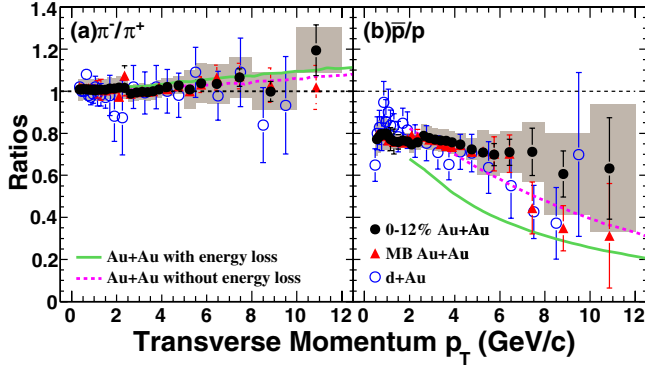 (a)π⁻/π⁺
(b)p̅/p
1.4
1.2
1
0.8
0.6
0.4
0.2
0
Ratios
Au+Au with energy loss
Au+Au without energy loss
0-12% Au+Au
MB Au+Au
d+Au
0 2 4 6 8 10 12
2 4 6 8 10 12
Transverse Momentum p_T (GeV/c)